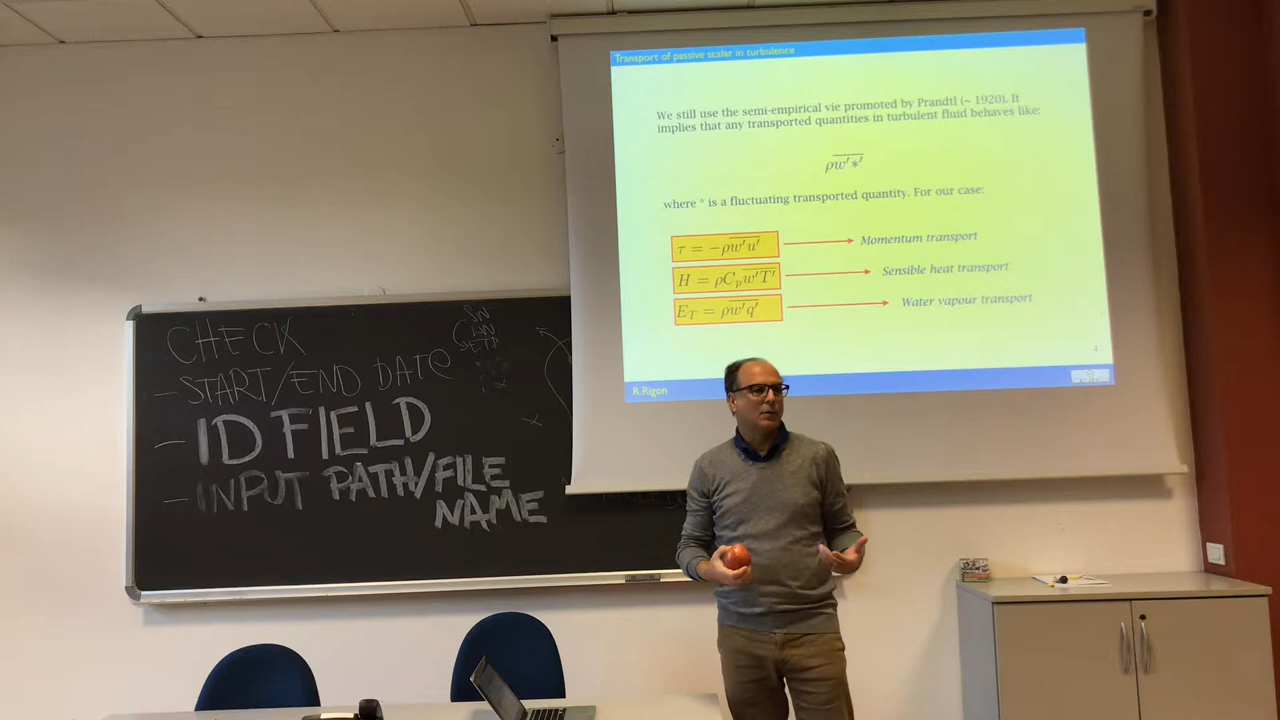 Transport of passive scalar in turbulence
We still use the semi-empirical vie promoted by Prandtl (~ 1920). It
implies that any transported quantities in turbulent fluid behaves like:
ρw′*′
where * is a fluctuating transported quantity. For our case:
τ = −ρw′u′ Momentum transport
H = ρCpw′T′ Sensible heat transport
E_T = ρw′q′ Water vapour transport
4
R.Rigon
CHECK
- START/END DATE
- ID FIELD
- INPUT PATH/FILE
NAME